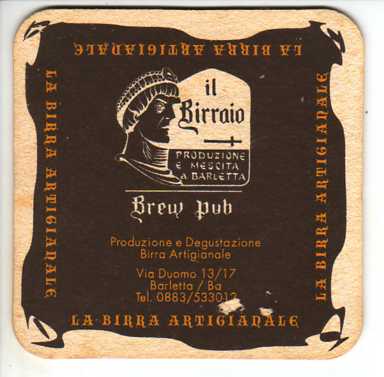 LA BIRRA ARTIGIANALE
LA BIRRA ARTIGIANALE
il
Birraio
PRODUZIONE
E MESCITA
A BARLETTA
Brew Pub
Produzione e Degustazione
Birra Artigianale
Via Duomo 13/17
Barletta / Ba
Tel. 0883/533012
LA BIRRA ARTIGIANALE
LA BIRRA ARTIGIANALE